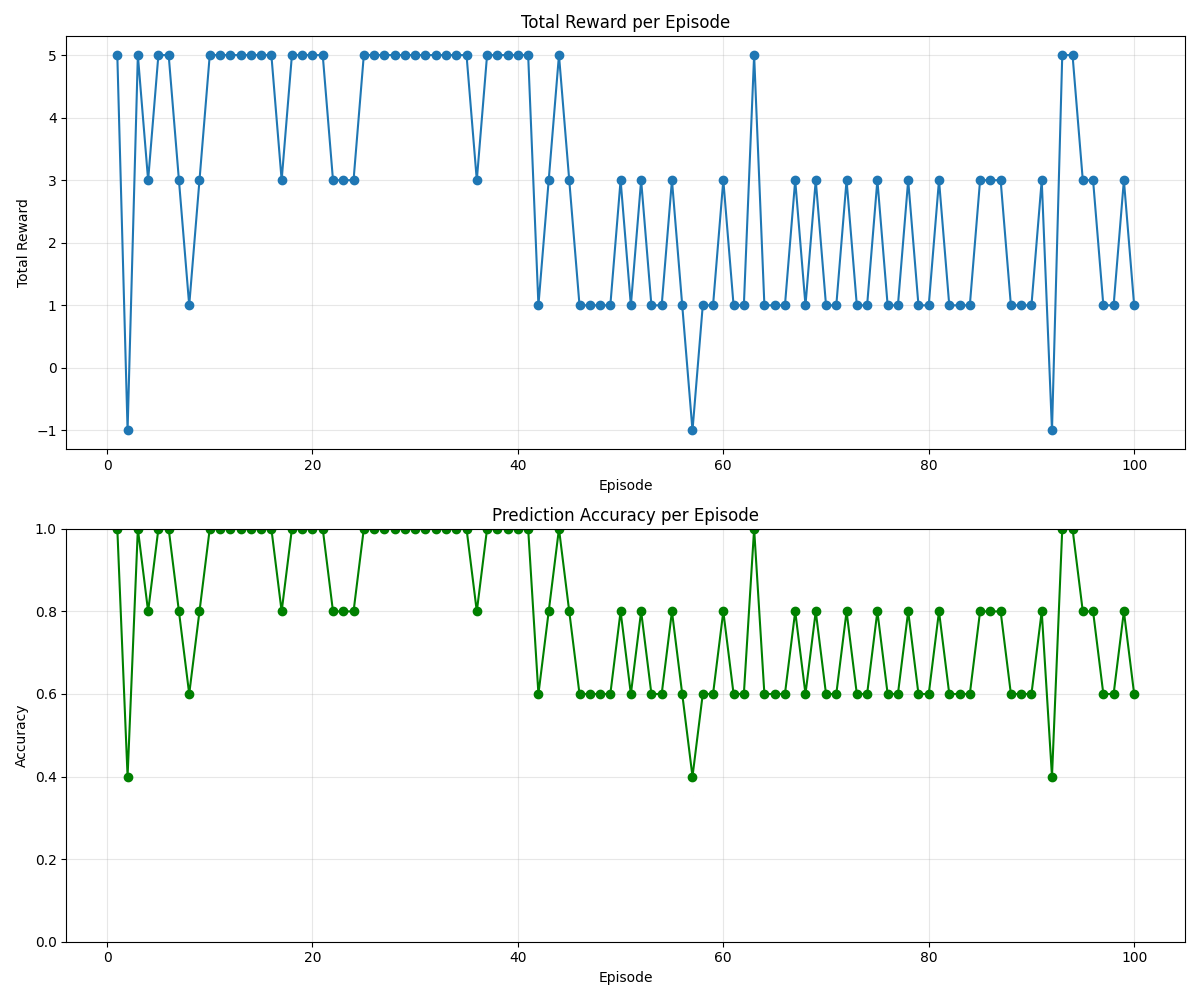 Total Reward per Episode
5
4
3
2
1
0
−1
Total Reward
0 20 40 60 80 100
Episode
Prediction Accuracy per Episode
1.0
0.8
0.6
0.4
0.2
0.0
Accuracy
0 20 40 60 80 100
Episode